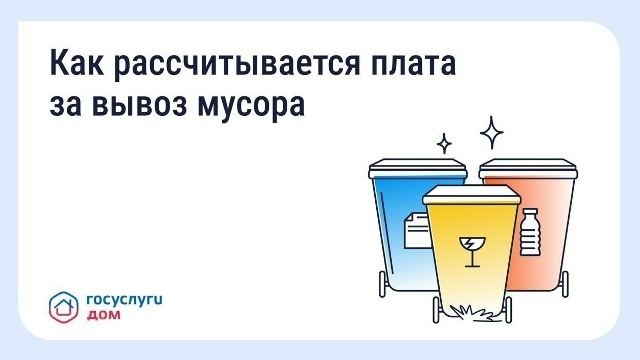 Как рассчитывается плата
за вывоз мусора
госуслуги
дом